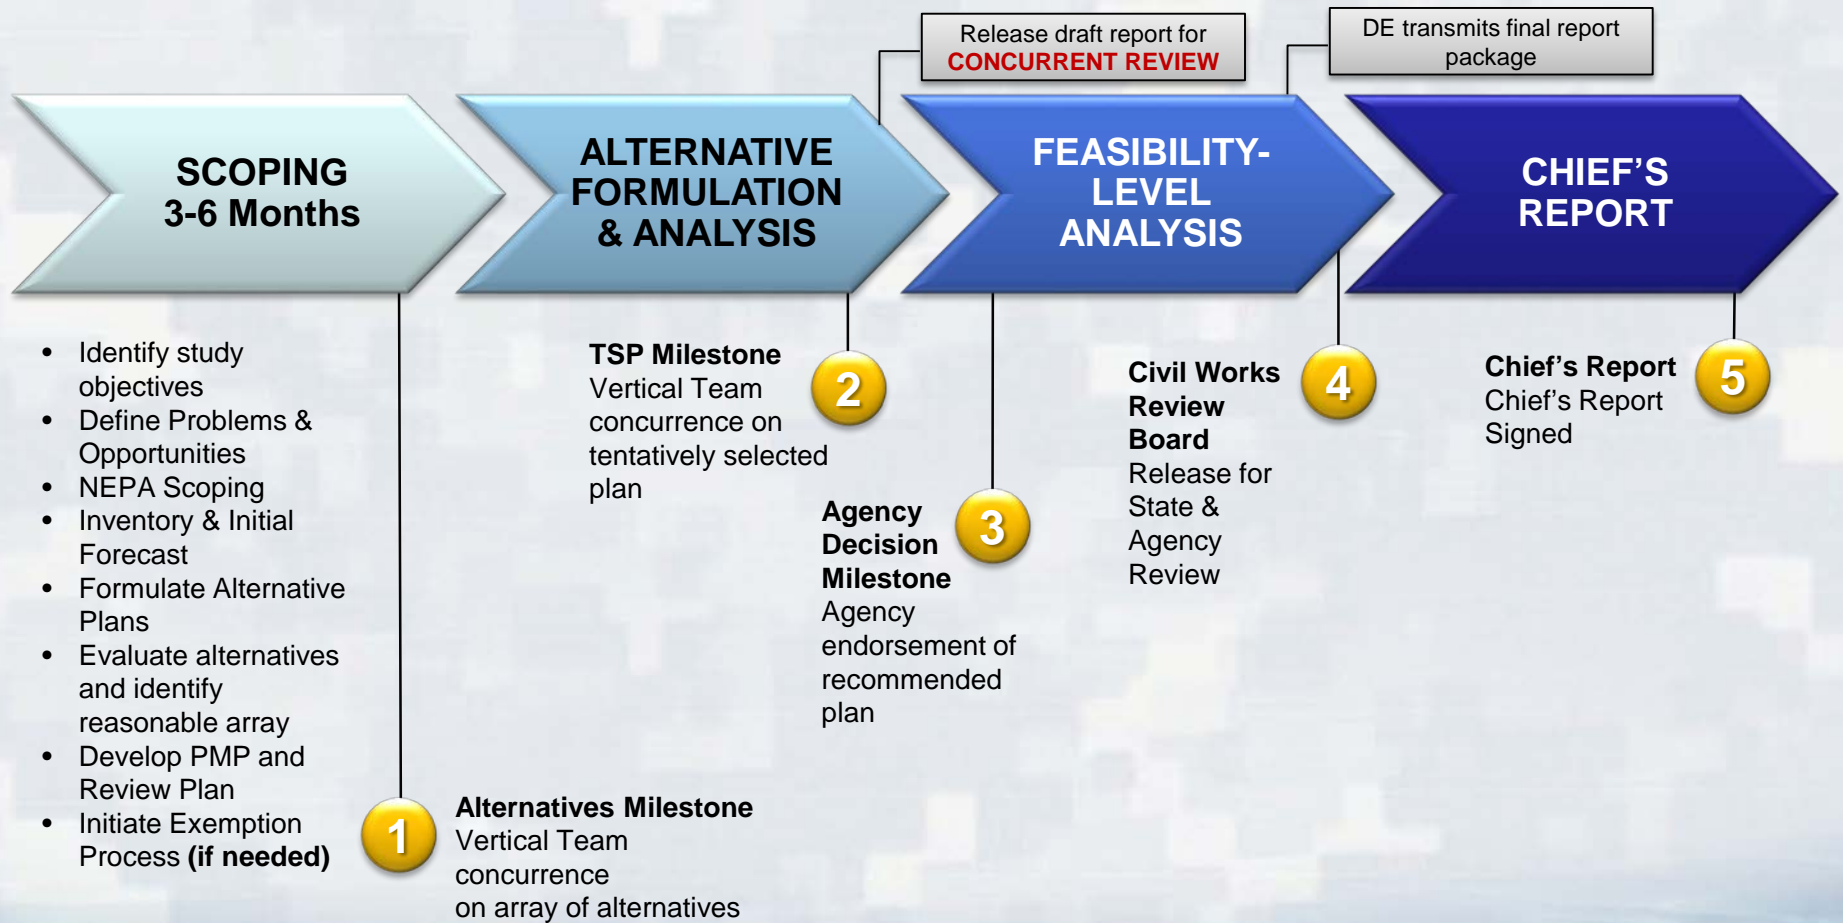 Release draft report for
CONCURRENT REVIEW
DE transmits final report
package
SCOPING
3-6 Months
ALTERNATIVE
FORMULATION
& ANALYSIS
FEASIBILITY-
LEVEL
ANALYSIS
CHIEF'S
REPORT
• Identify study
objectives
• Define Problems &
Opportunities
• NEPA Scoping
• Inventory & Initial
Forecast
• Formulate Alternative
Plans
• Evaluate alternatives
and identify
reasonable array
• Develop PMP and
Review Plan
• Initiate Exemption
Process (if needed)
1
Alternatives Milestone
Vertical Team
concurrence
on array of alternatives
TSP Milestone
Vertical Team
concurrence on
tentatively selected
plan
2
Agency
Decision
Milestone
Agency
endorsement of
recommended
plan
3
Civil Works
Review
Board
Release for
State &
Agency
Review
4
Chief's Report
Chief's Report
Signed
5